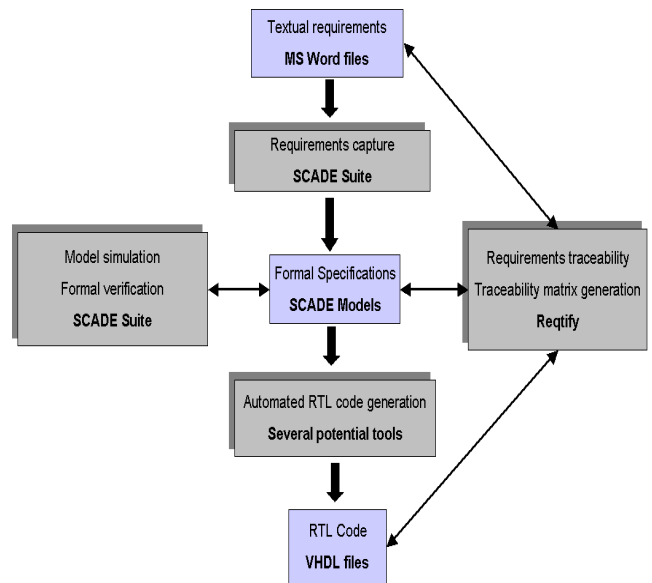 Textual requirements
MS Word files
Requirements capture
SCADE Suite
Model simulation
Formal verification
SCADE Suite
Formal Specifications
SCADE Models
Requirements traceability
Traceability matrix generation
Reqtify
Automated RTL code generation
Several potential tools
RTL Code
VHDL files